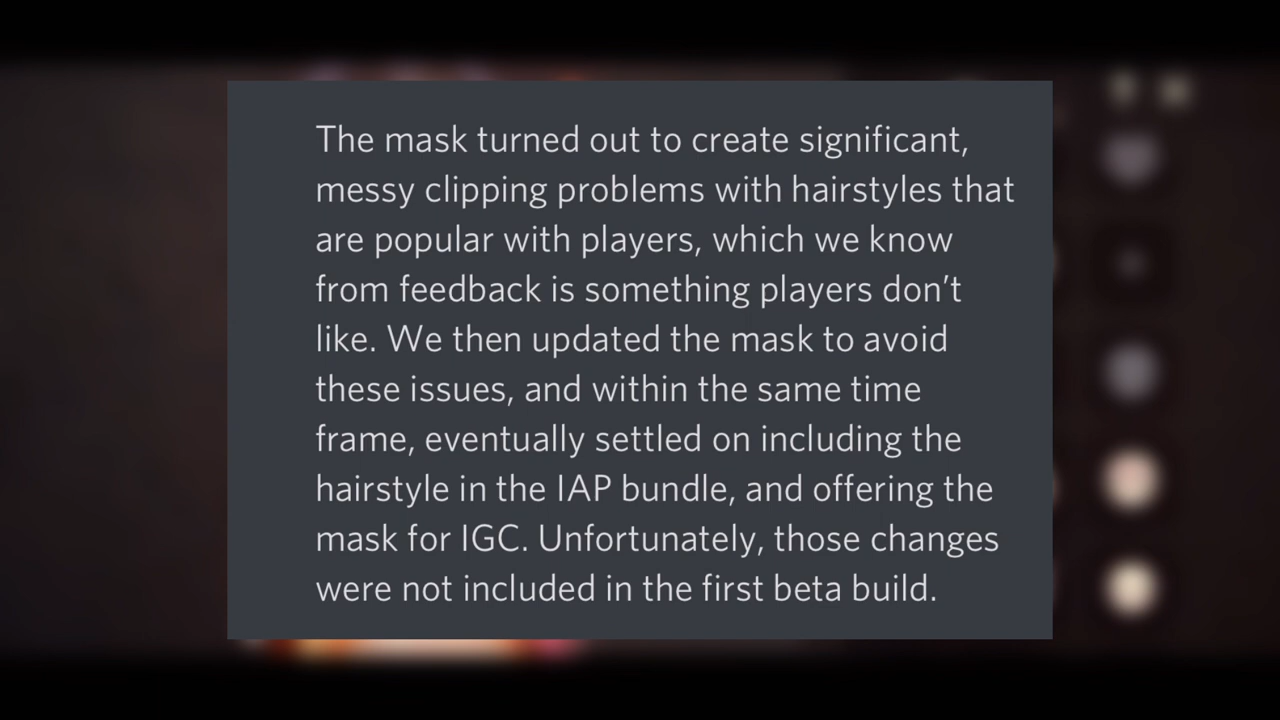 The mask turned out to create significant,
messy clipping problems with hairstyles that
are popular with players, which we know
from feedback is something players don’t
like. We then updated the mask to avoid
these issues, and within the same time
frame, eventually settled on including the
hairstyle in the IAP bundle, and offering the
mask for IGC. Unfortunately, those changes
were not included in the first beta build.